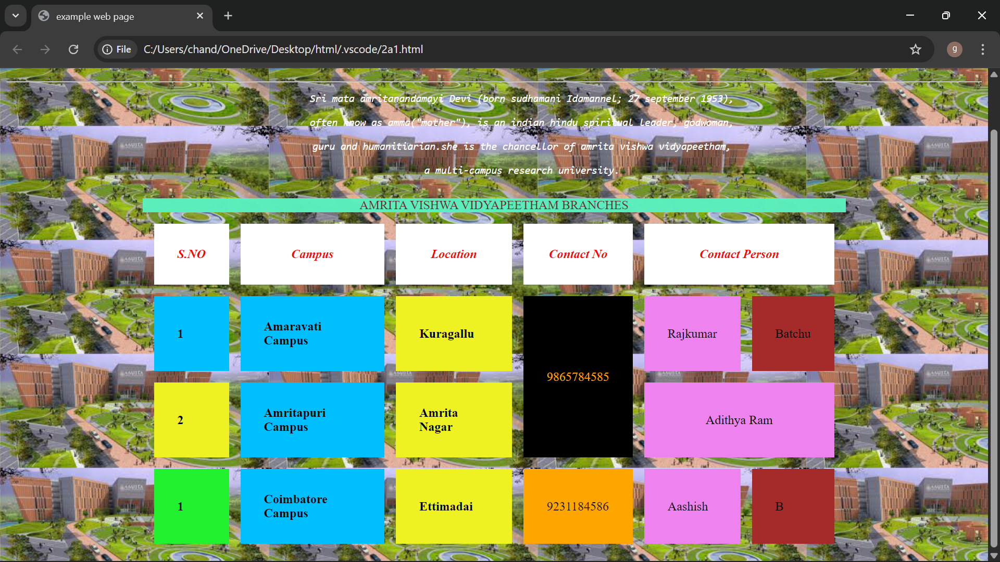 example web page
File C:/Users/chand/OneDrive/Desktop/html/.vscode/2a1.html
g
Sri mata amritanandamayi Devi (born sudhamani Idamannel; 27 september 1953),
often know as amma("mother"), is an indian hindu spiritual leader, godwoman,
guru and humanitiarian.she is the chancellor of amrita vishwa vidyapeetham,
a multi-campus research university.
AMRITA VISHWA VIDYAPEETHAM BRANCHES
S.NO Campus Location Contact No Contact Person
1 Amaravati Campus Kuragallu 9865784585 Rajkumar Batchu
2 Amritapuri Campus Amrita Nagar Adithya Ram
1 Coimbatore Campus Ettimadai 9231184586 Aashish B